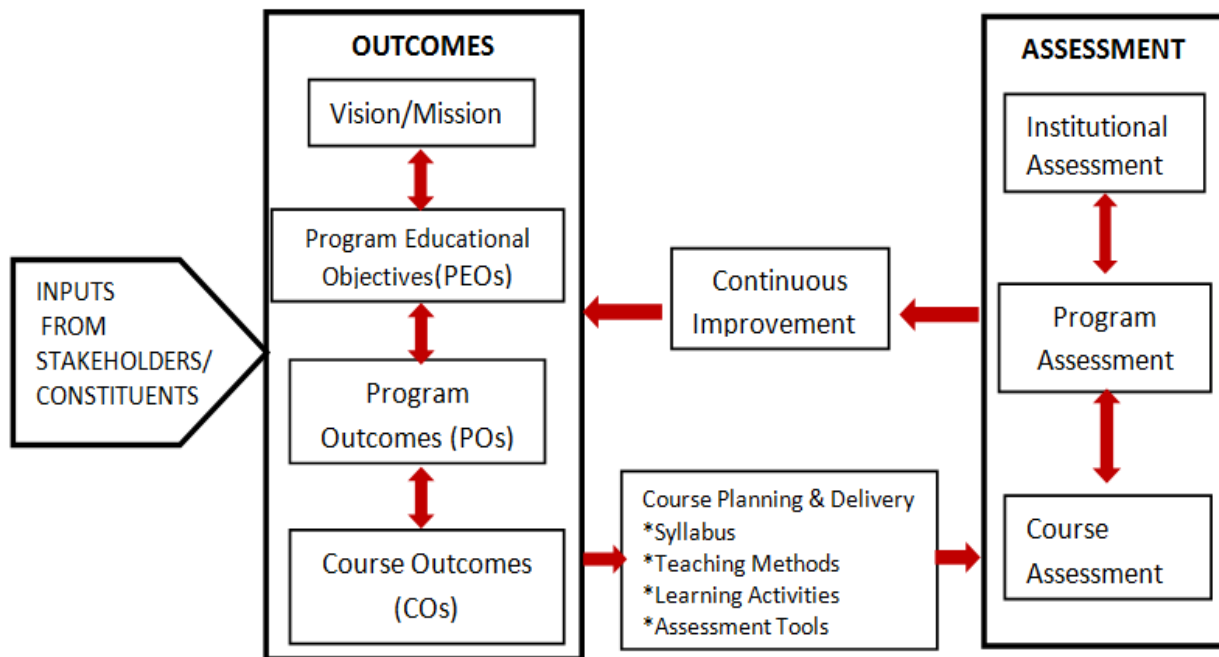 OUTCOMES
Vision/Mission
Program Educational
Objectives(PEOs)
Program
Outcomes (POs)
Course Outcomes
(COs)
INPUTS
FROM
STAKEHOLDERS/
CONSTITUENTS
Continuous
Improvement
Course Planning & Delivery
*Syllabus
*Teaching Methods
*Learning Activities
*Assessment Tools
ASSESSMENT
Institutional
Assessment
Program
Assessment
Course
Assessment